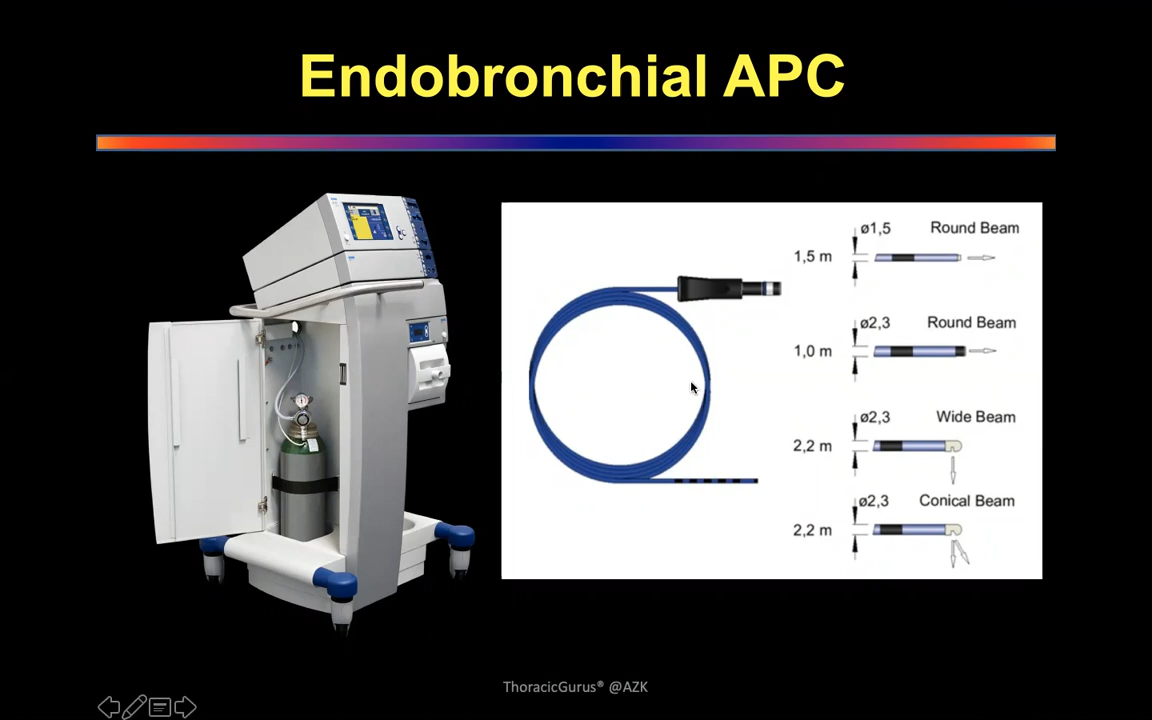 Endobronchial APC
ø1,5 Round Beam
1,5 m
ø2,3 Round Beam
1,0 m
ø2,3 Wide Beam
2,2 m
ø2,3 Conical Beam
2,2 m
ThoracicGurus® @AZK